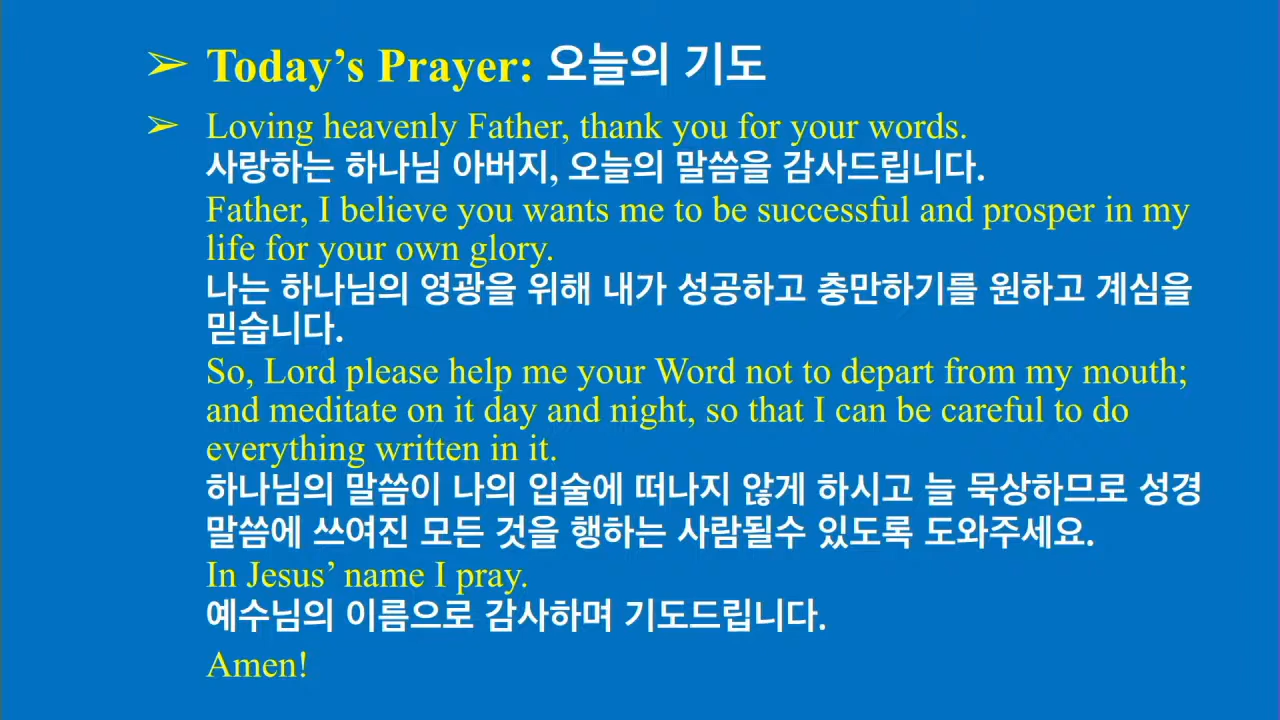 ➢ Today’s Prayer: 오늘의 기도
➢ Loving heavenly Father, thank you for your words.
사랑하는 하나님 아버지, 오늘의 말씀을 감사드립니다.
Father, I believe you wants me to be successful and prosper in my
life for your own glory.
나는 하나님의 영광을 위해 내가 성공하고 충만하기를 원하고 계심을
믿습니다.
So, Lord please help me your Word not to depart from my mouth;
and meditate on it day and night, so that I can be careful to do
everything written in it.
하나님의 말씀이 나의 입술에 떠나지 않게 하시고 늘 묵상하므로 성경
말씀에 쓰여진 모든 것을 행하는 사람될수 있도록 도와주세요.
In Jesus’ name I pray.
예수님의 이름으로 감사하며 기도드립니다.
Amen!